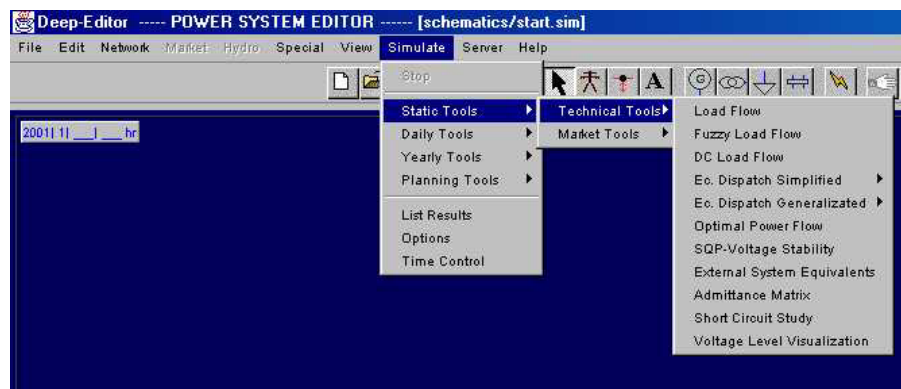 Deep-Editor ----- POWER SYSTEM EDITOR ------ [schematics/start.sim]
File Edit Network Market Hydro Special View Simulate Server Help
A
2001| 1| ___| ___ hr
Stop
Static Tools
Daily Tools
Yearly Tools
Planning Tools
List Results
Options
Time Control
Technical Tools
Market Tools
Load Flow
Fuzzy Load Flow
DC Load Flow
Ec. Dispatch Simplified
Ec. Dispatch Generalizated
Optimal Power Flow
SQP-Voltage Stability
External System Equivalents
Admittance Matrix
Short Circuit Study
Voltage Level Visualization